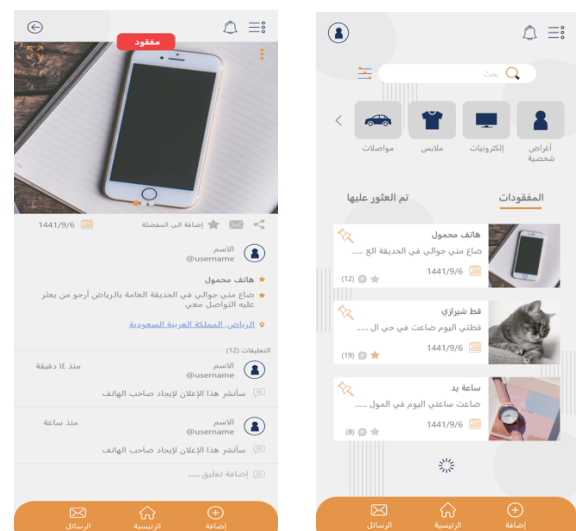 مفقود
1441/9/6
إضافة الى المفضلة
الاسم
@username
هاتف محمول
ضاع مني جوالي في الحديقة العامة بالرياض أرجو من يعثر
عليه التواصل معي
الرياض, المملكة العربية السعودية
التعليقات (12)
الاسم
منذ ١٤ دقيقة
@username
سأنشر هذا الإعلان لإيجاد صاحب الهاتف
الاسم
منذ ساعة
@username
سأنشر هذا الإعلان لإيجاد صاحب الهاتف
إضافة تعليق .....
إضافة
الرئيسية
الرسائل
بحث
أغراض
شخصية
إلكترونيات
ملابس
مواصلات
المفقودات
تم العثور عليها
هاتف محمول
ضاع مني جوالي في الحديقة الع ......
1441/9/6
(12)
قط شيرازي
قطتي اليوم ضاعت في حي ال ......
1441/9/6
(19)
ساعة يد
ضاعت ساعتي اليوم في المول ......
1441/9/6
(8)
إضافة
الرئيسية
الرسائل